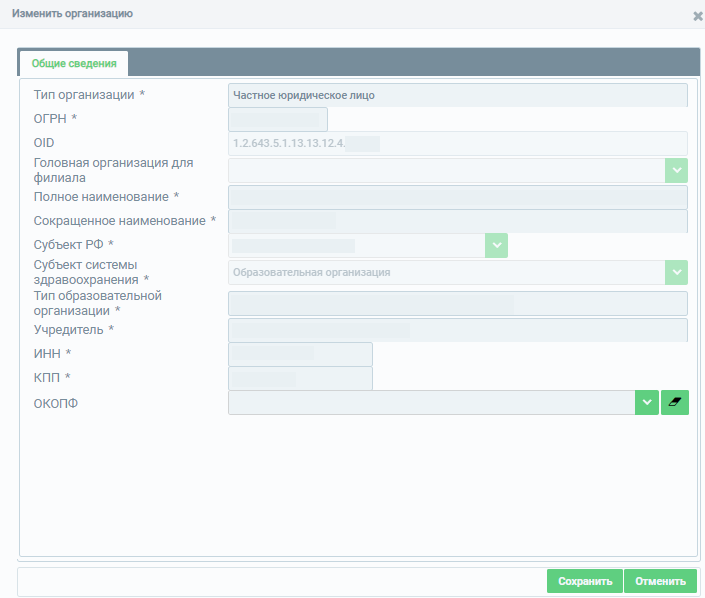 Изменить организацию
Общие сведения
Тип организации * Частное юридическое лицо
ОГРН *
OID 1.2.643.5.1.13.13.12.4.
Головная организация для
филиала
Полное наименование *
Сокращенное наименование *
Субъект РФ *
Субъект системы
здравоохранения * Образовательная организация
Тип образовательной
организации *
Учредитель *
ИНН *
КПП *
ОКОПФ
Сохранить Отменить